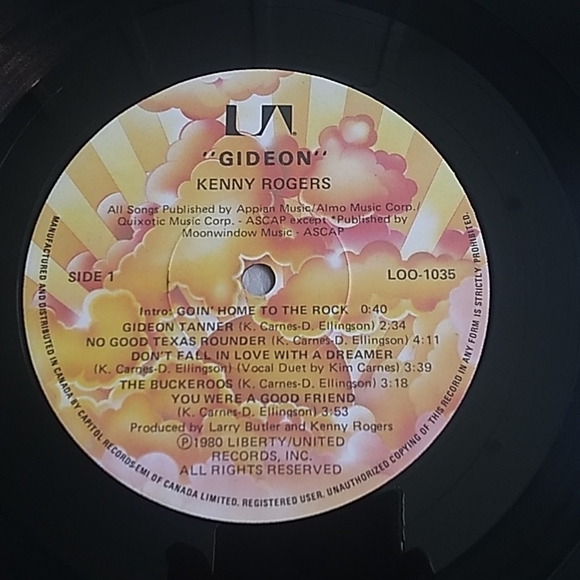 UA®
"GIDEON"
KENNY ROGERS
All Songs Published by Appian Music/Almo Music Corp./
Quixotic Music Corp. - ASCAP except *Published by
Moonwindow Music - ASCAP
SIDE 1
LOO-1035
Intro: GOIN' HOME TO THE ROCK 0:40
GIDEON TANNER (K. Carnes-D. Ellingson) 2:34
NO GOOD TEXAS ROUNDER (K. Carnes-D. Ellingson) 4:11
DON'T FALL IN LOVE WITH A DREAMER
(K. Carnes-D. Ellingson) (Vocal Duet by Kim Carnes) 3:39
THE BUCKEROOS (K. Carnes-D. Ellingson) 3:18
YOU WERE A GOOD FRIEND
(K. Carnes-D. Ellingson) 3:53
Produced by Larry Butler and Kenny Rogers
Ⓟ1980 LIBERTY/UNITED
RECORDS, INC.
ALL RIGHTS RESERVED
MANUFACTURED AND DISTRIBUTED IN CANADA BY CAPITOL RECORDS-EMI OF CANADA LIMITED, REGISTERED USER. UNAUTHORIZED COPYING OF THIS RECORD IN ANY FORM IS STRICTLY PROHIBITED.